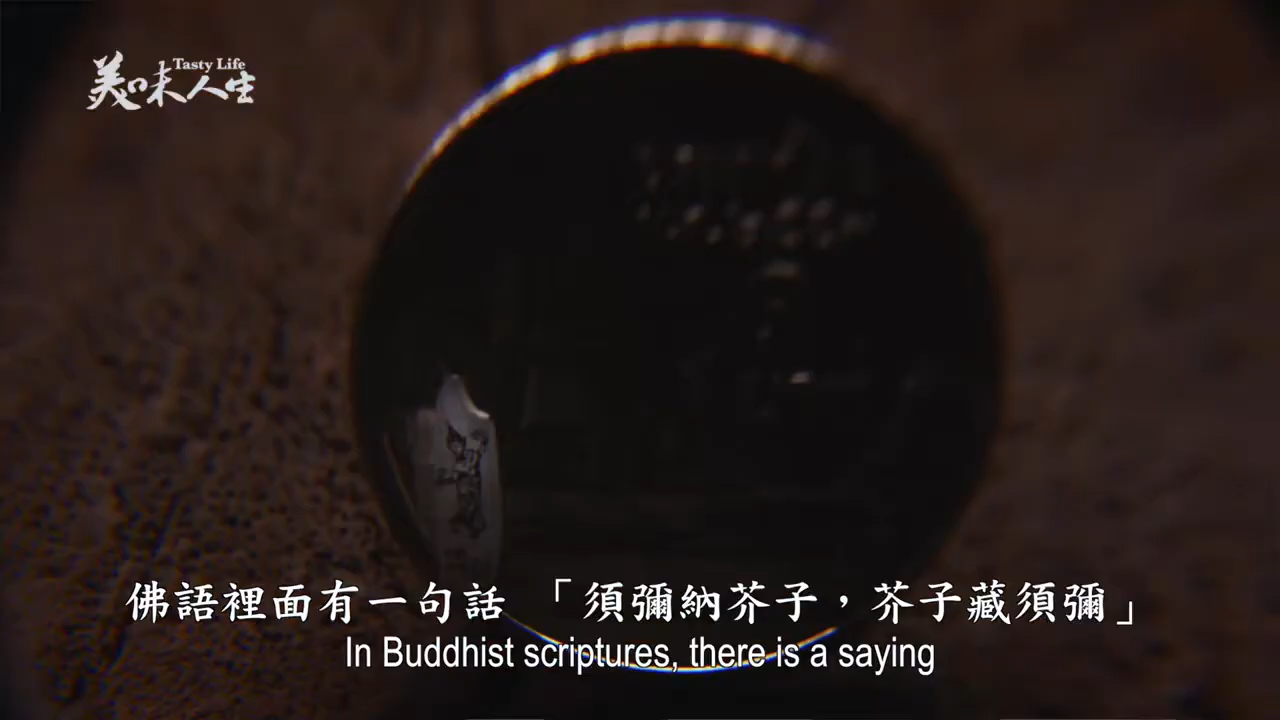 Tasty Life
美味人生
佛語裡面有一句話 「須彌納芥子，芥子藏須彌」
In Buddhist scriptures, there is a saying